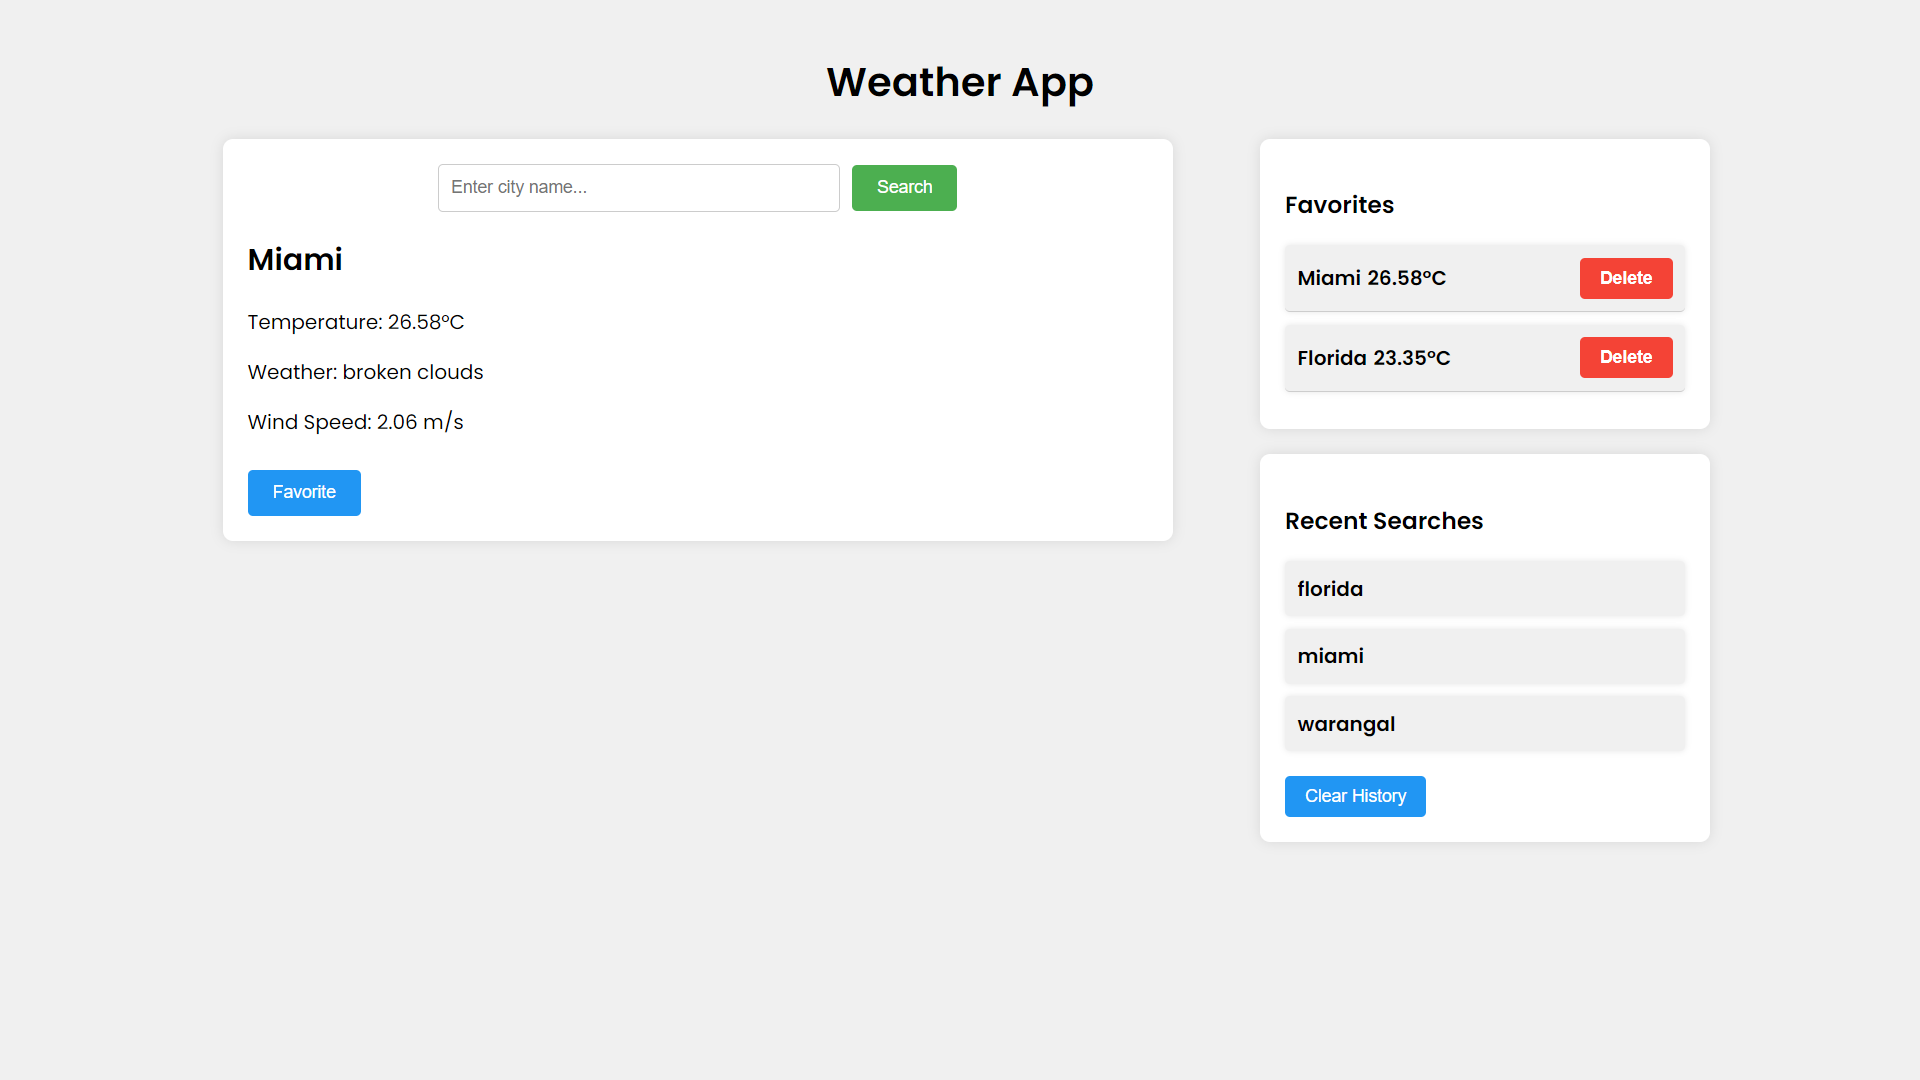 Weather App
Enter city name...
Search
Miami
Temperature: 26.58°C
Weather: broken clouds
Wind Speed: 2.06 m/s
Favorite
Favorites
Miami 26.58°C
Delete
Florida 23.35°C
Delete
Recent Searches
florida
miami
warangal
Clear History